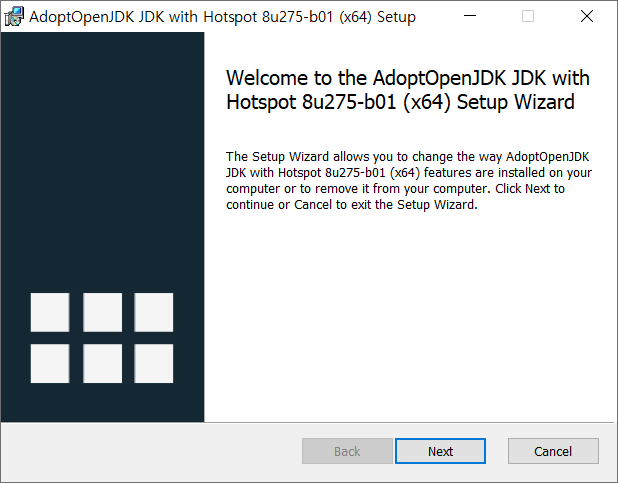 AdoptOpenJDK JDK with Hotspot 8u275-b01 (x64) Setup
Welcome to the AdoptOpenJDK JDK with
Hotspot 8u275-b01 (x64) Setup Wizard
The Setup Wizard allows you to change the way AdoptOpenJDK
JDK with Hotspot 8u275-b01 (x64) features are installed on your
computer or to remove it from your computer. Click Next to
continue or Cancel to exit the Setup Wizard.
Back
Next
Cancel